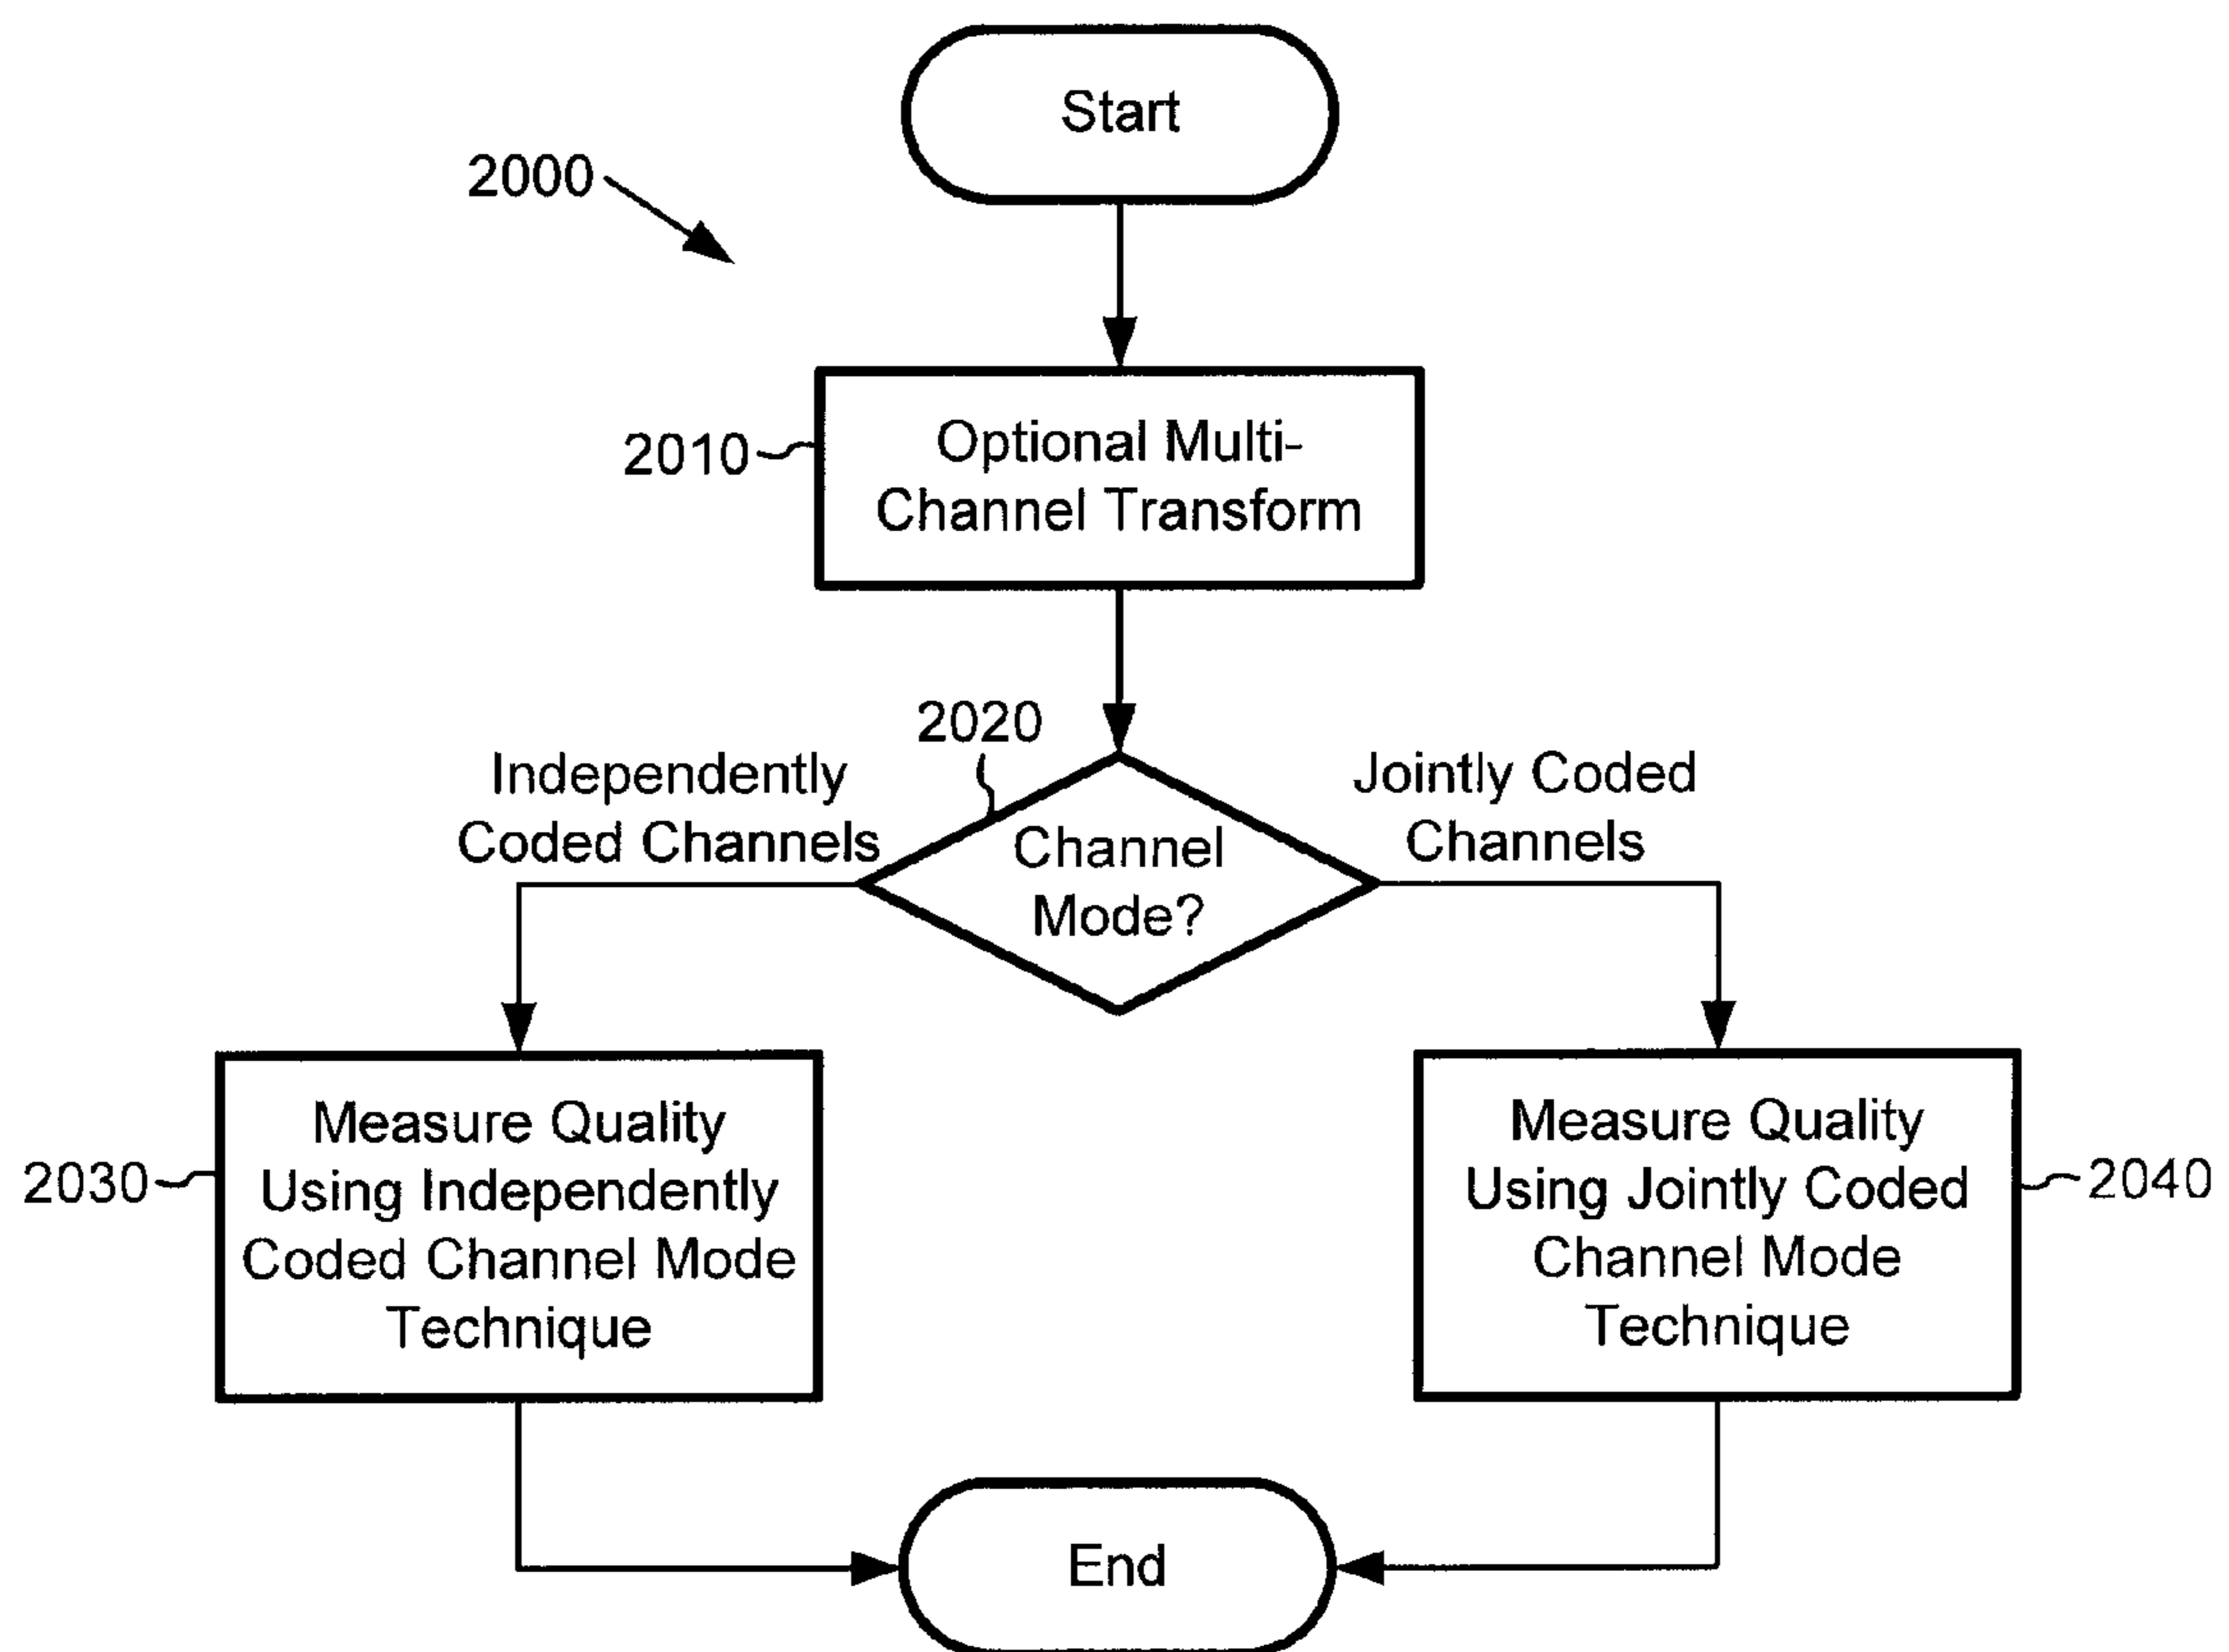 Start
2000
2010
Optional Multi-
Channel Transform
2020
Independently
Coded Channels
Channel
Mode?
Jointly Coded
Channels
2030
Measure Quality
Using Independently
Coded Channel Mode
Technique
Measure Quality
Using Jointly Coded
Channel Mode
Technique
2040
End